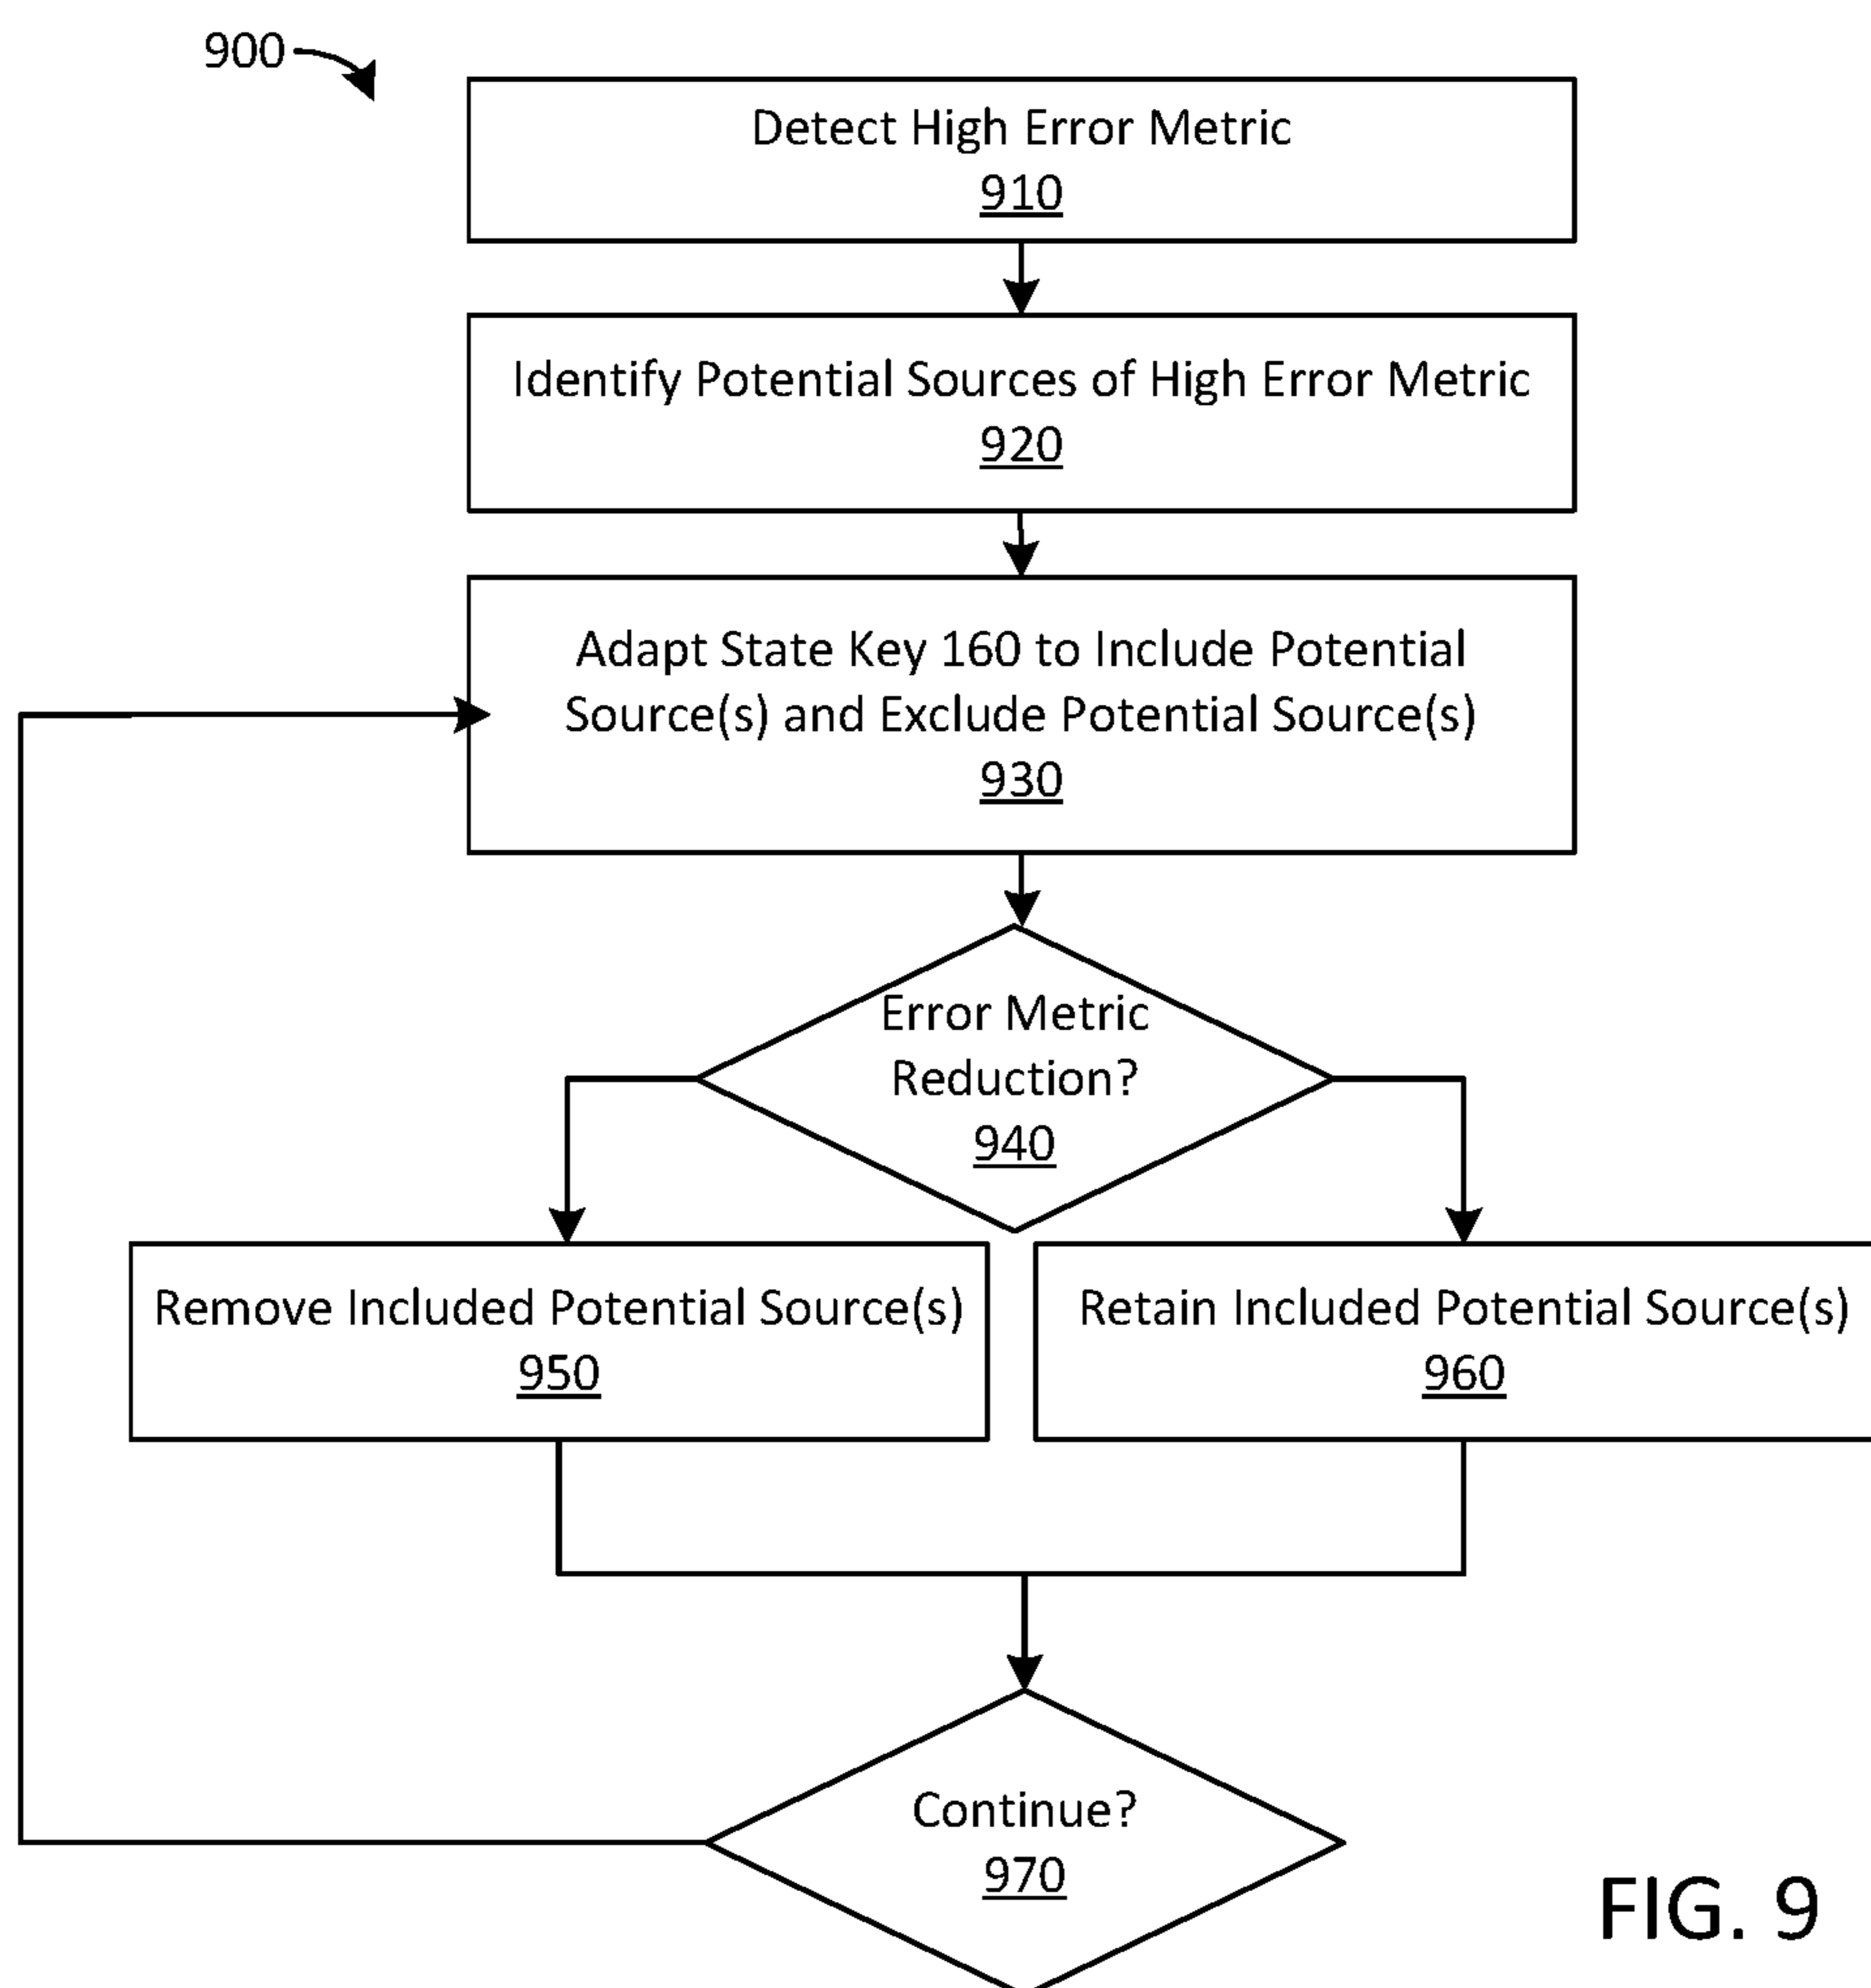 900
Detect High Error Metric
910
Identify Potential Sources of High Error Metric
920
Adapt State Key 160 to Include Potential
Source(s) and Exclude Potential Source(s)
930
Error Metric
Reduction?
940
Remove Included Potential Source(s)
950
Retain Included Potential Source(s)
960
Continue?
970
FIG. 9